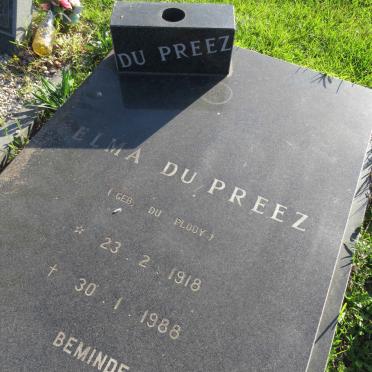 DU PREEZ
ELMA DU PREEZ
(GEB. DU PLOOY.)
☆ 23. 2. 1918
✝ 30. 1. 1988
BEMINDE